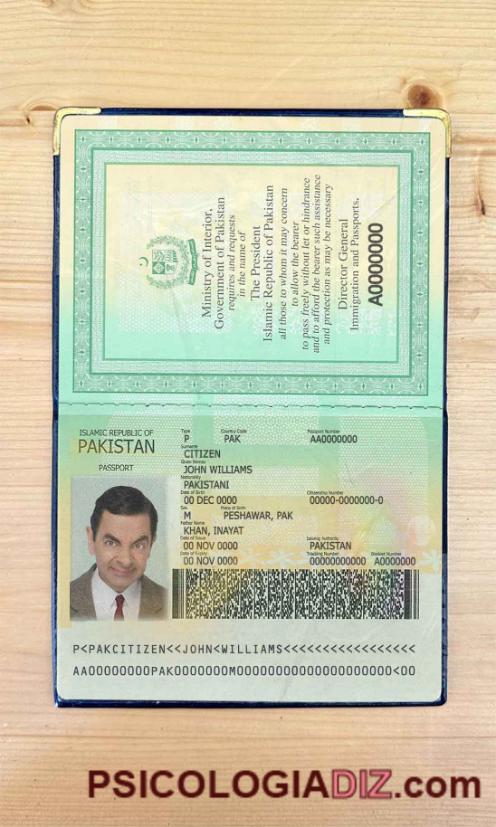 Ministry of Interior,
Government of Pakistan
requires and requests
in the name of
The President
Islamic Republic of Pakistan
all those to whom it may concern
to allow the bearer
to pass freely without let or hindrance
and to afford the bearer such assistance
and protection as may be necessary
Director General
Immigration and Passports,
A0000000
ISLAMIC REPUBLIC OF
PAKISTAN
PASSPORT
Type Country Code Passport Number
P PAK AA0000000
Surname
CITIZEN
Given Names
JOHN WILLIAMS
Nationality
PAKISTANI
Date of Birth Citizenship Number
00 DEC 0000 00000-0000000-0
Sex Place of Birth
M PESHAWAR, PAK
Father Name
KHAN, INAYAT
Date of Issue Issuing Authority
00 NOV 0000 PAKISTAN
Date of Expiry Tracking Number Booklet Number
00 NOV 0000 00000000000 A0000000
P<PAKCITIZEN<<JOHN<WILLIAMS<<<<<<<<<<<<<<<<<
AA00000000PAK0000000M00000000000000000000<00
PSICOLOGIADIZ.com